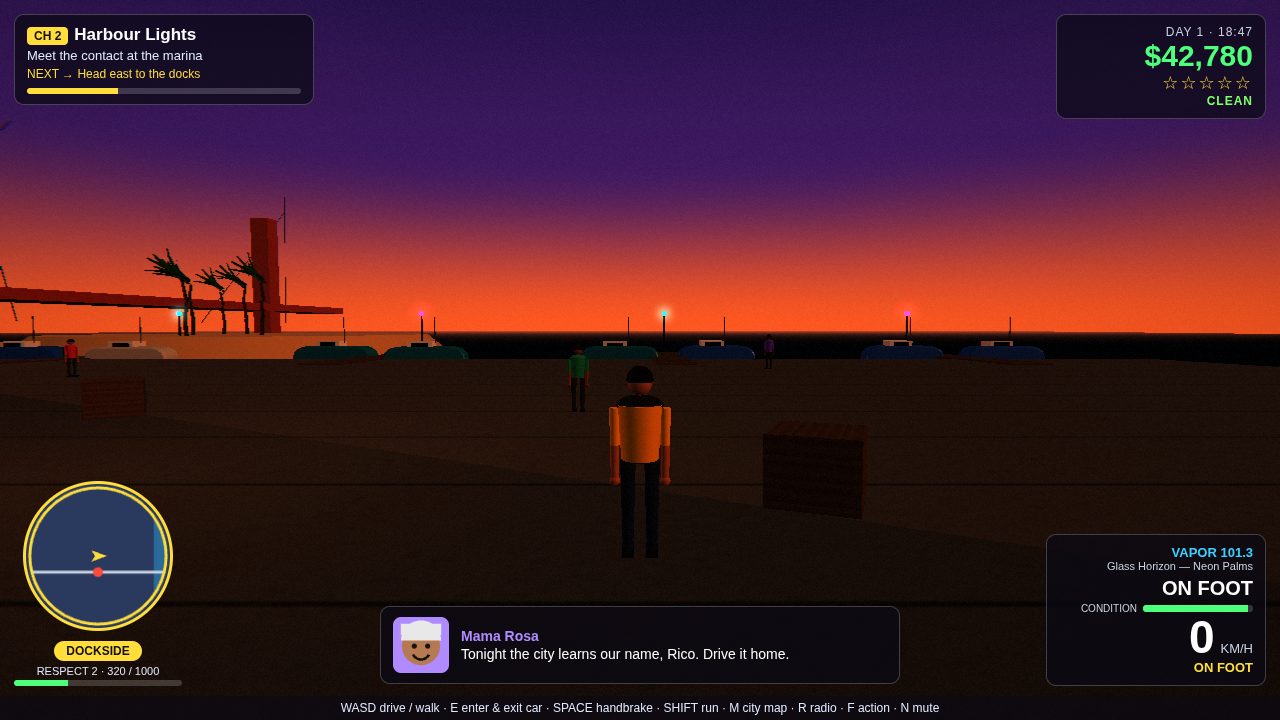 CH 2 Harbour Lights
Meet the contact at the marina
NEXT → Head east to the docks
DAY 1 · 18:47
$42,780
☆☆☆☆☆
CLEAN
DOCKSIDE
RESPECT 2 · 320 / 1000
Mama Rosa
Tonight the city learns our name, Rico. Drive it home.
VAPOR 101.3
Glass Horizon — Neon Palms
ON FOOT
CONDITION
0 KM/H
ON FOOT
WASD drive / walk · E enter & exit car · SPACE handbrake · SHIFT run · M city map · R radio · F action · N mute